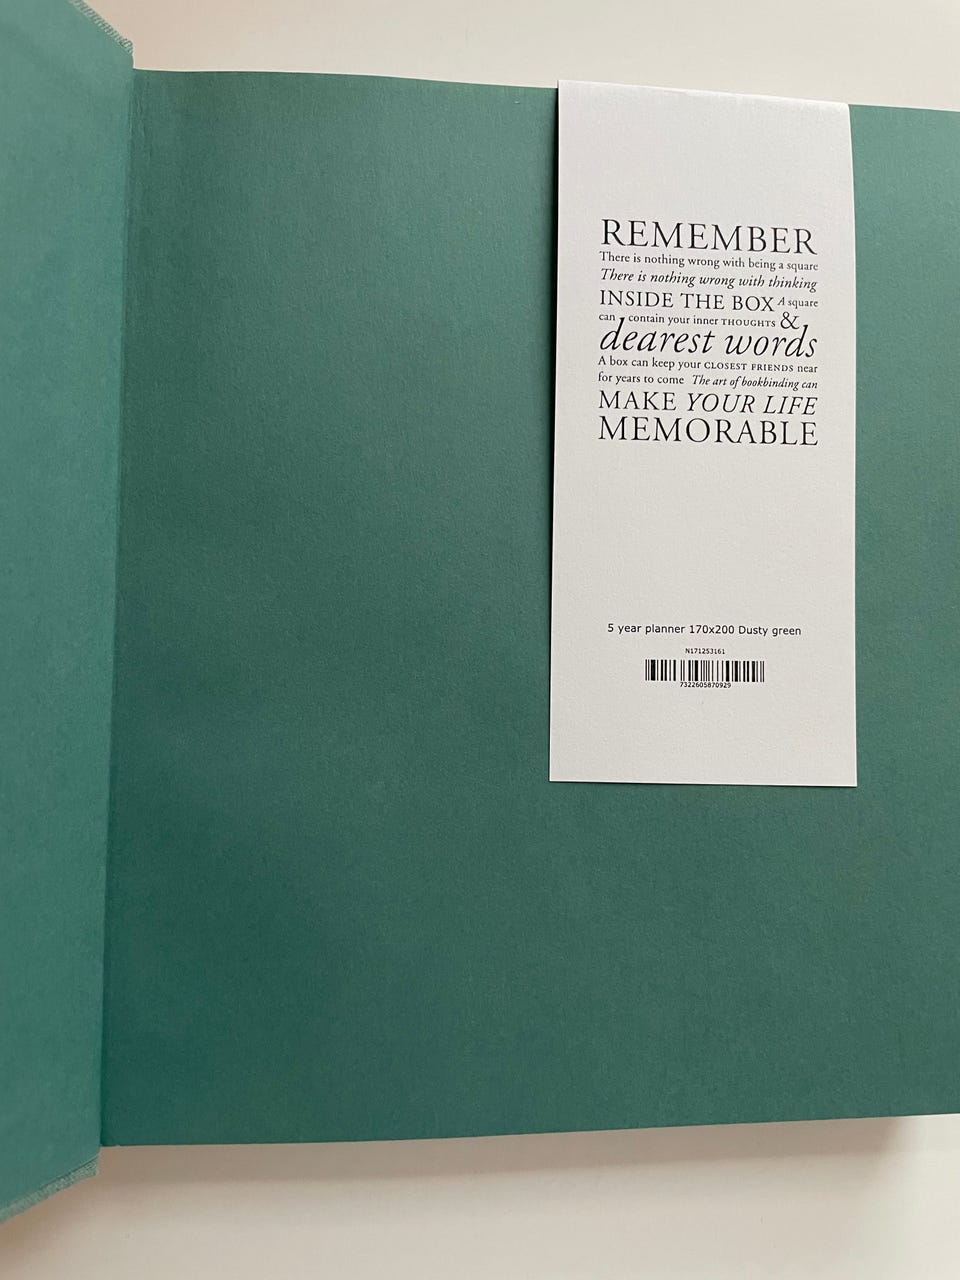 REMEMBER
There is nothing wrong with being a square
There is nothing wrong with thinking
INSIDE THE BOX A square
can contain your inner THOUGHTS &
dearest words
A box can keep your CLOSEST FRIENDS near
for years to come The art of bookbinding can
MAKE YOUR LIFE
MEMORABLE
5 year planner 170x200 Dusty green
N171253161
7322605870929